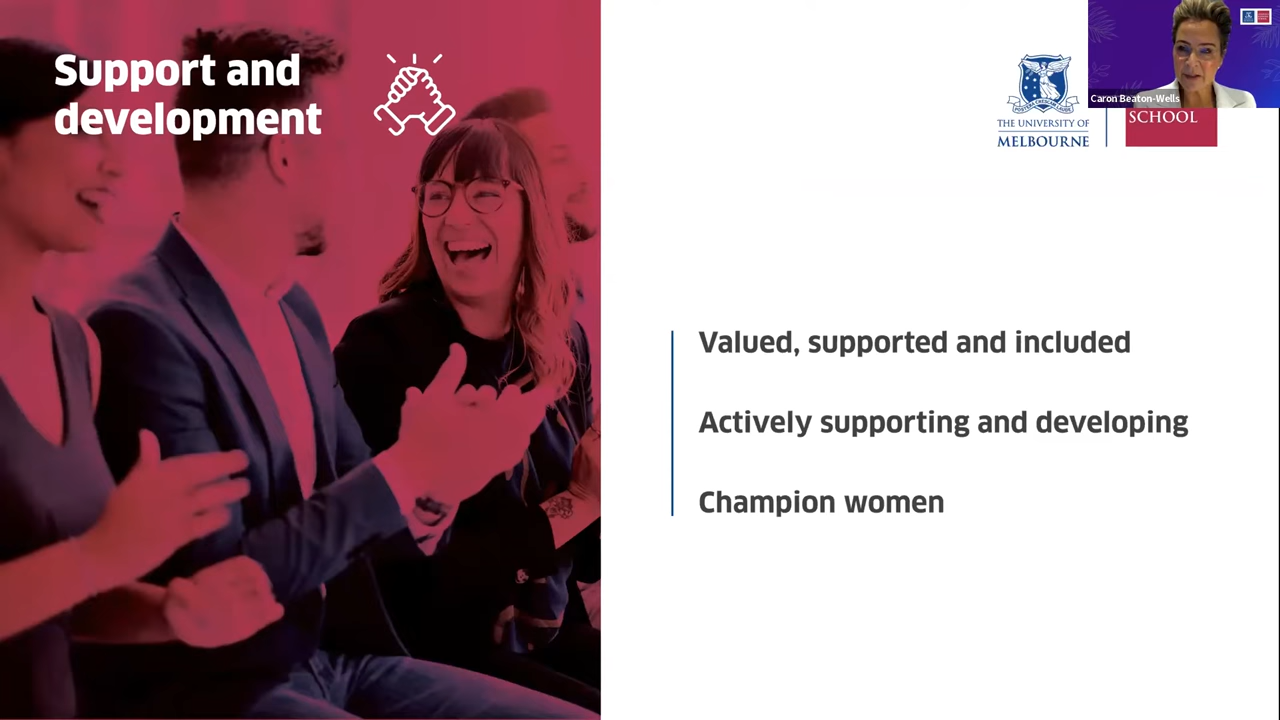 Support and
development
THE UNIVERSITY OF
MELBOURNE
SCHOOL
Caron Beaton-Wells
Valued, supported and included
Actively supporting and developing
Champion women